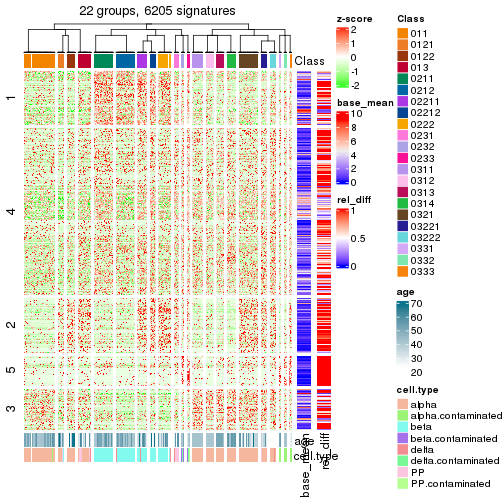 22 groups, 6205 signatures
Class
1
4
2
5
3
age
cell.type
base_mean
rel_diff
z-score
2
1
0
-1
-2
base_mean
10
8
6
4
2
0
rel_diff
1
0.5
0
Class
011
0121
0122
013
0211
0212
02211
02212
0222
0231
0232
0233
0311
0312
0313
0314
0321
03221
03222
0331
0332
0333
age
70
60
50
40
30
20
cell.type
alpha
alpha.contaminated
beta
beta.contaminated
delta
delta.contaminated
PP
PP.contaminated